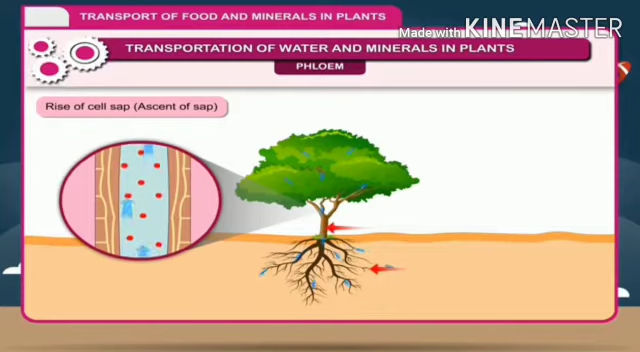 TRANSPORT OF FOOD AND MINERALS IN PLANTS
Made with KINEMASTER
TRANSPORTATION OF WATER AND MINERALS IN PLANTS
PHLOEM
Rise of cell sap (Ascent of sap)